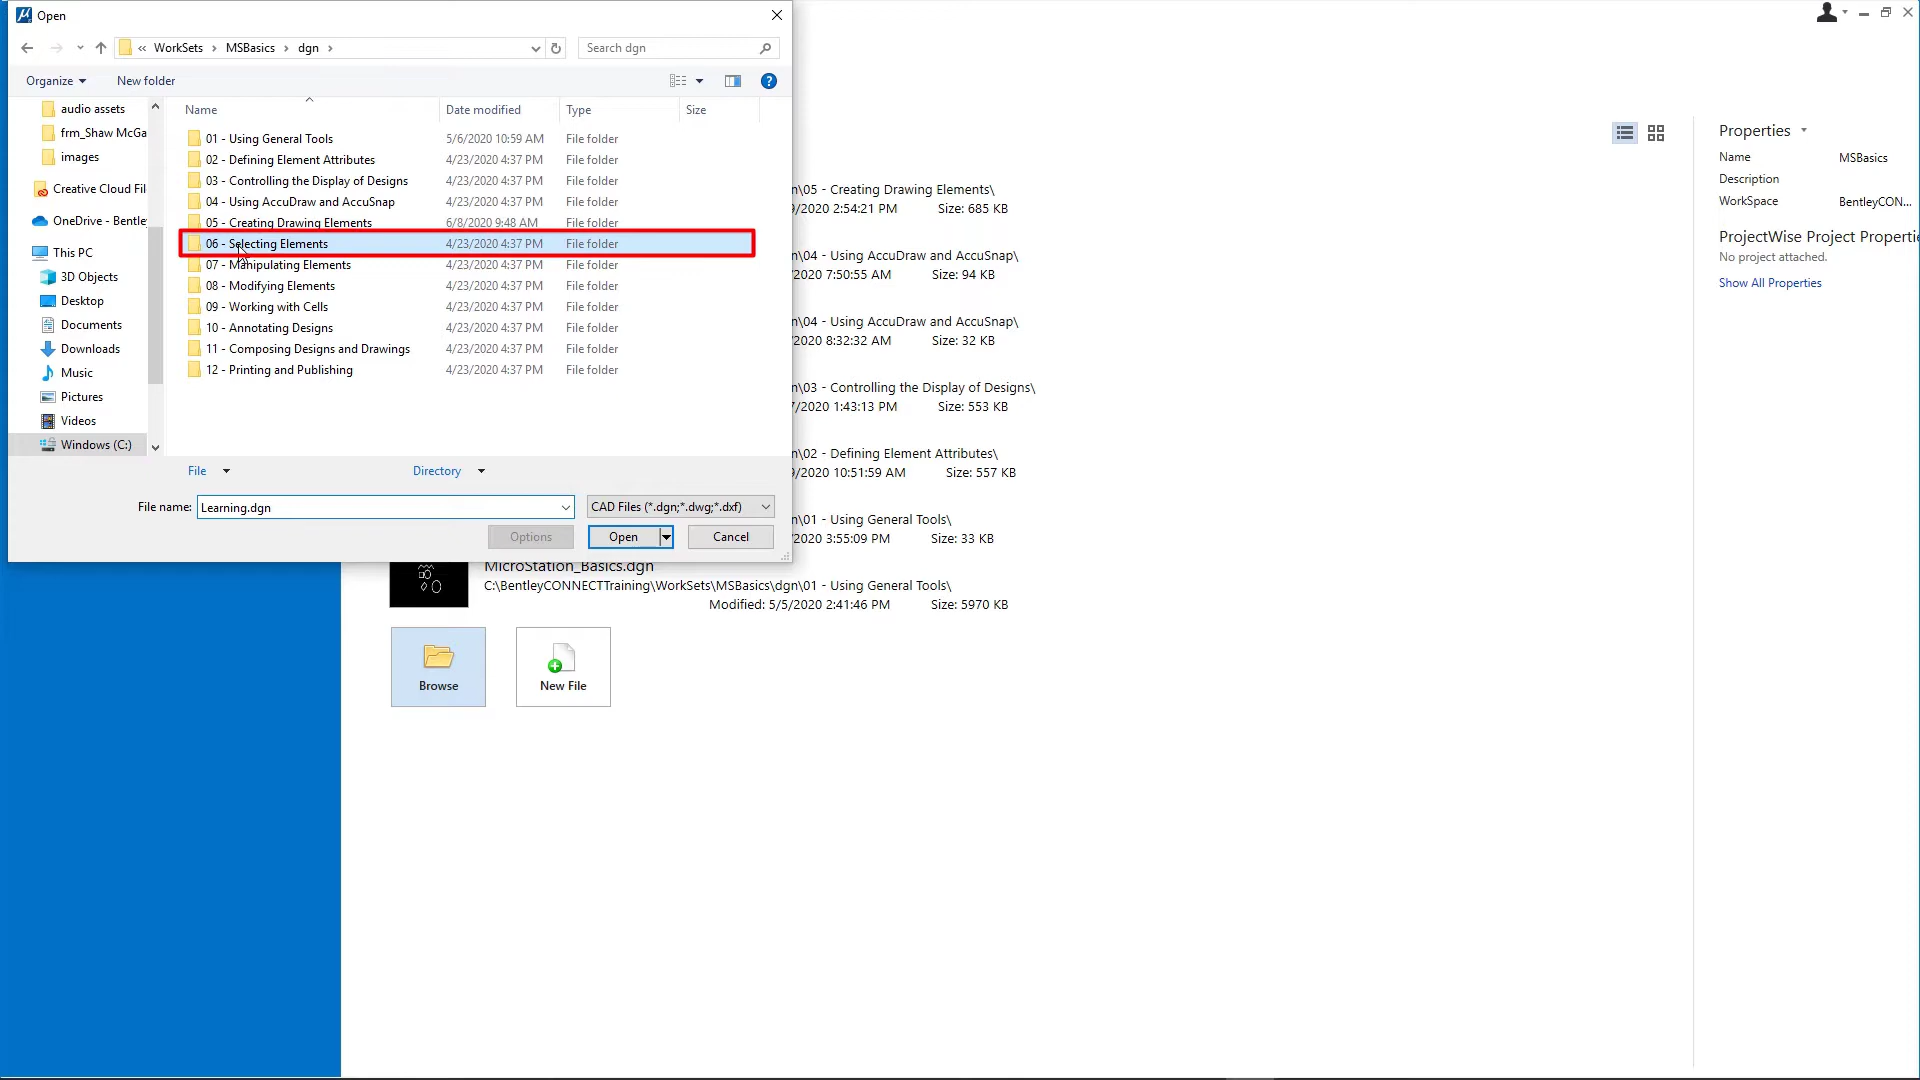 Open
« WorkSets > MSBasics > dgn >
Search dgn
Organize
New folder
Name Date modified Type Size
audio assets
frm_Shaw McGa
images
Creative Cloud Fil
OneDrive - Bentle
This PC
3D Objects
Desktop
Documents
Downloads
Music
Pictures
Videos
Windows (C:)
01 - Using General Tools 5/6/2020 10:59 AM File folder
02 - Defining Element Attributes 4/23/2020 4:37 PM File folder
03 - Controlling the Display of Designs 4/23/2020 4:37 PM File folder
04 - Using AccuDraw and AccuSnap 4/23/2020 4:37 PM File folder
05 - Creating Drawing Elements 6/8/2020 9:48 AM File folder
06 - Selecting Elements 4/23/2020 4:37 PM File folder
07 - Manipulating Elements 4/23/2020 4:37 PM File folder
08 - Modifying Elements 4/23/2020 4:37 PM File folder
09 - Working with Cells 4/23/2020 4:37 PM File folder
10 - Annotating Designs 4/23/2020 4:37 PM File folder
11 - Composing Designs and Drawings 4/23/2020 4:37 PM File folder
12 - Printing and Publishing 4/23/2020 4:37 PM File folder
File Directory
File name: Learning.dgn CAD Files (*.dgn;*.dwg;*.dxf)
Options Open Cancel
n\05 - Creating Drawing Elements\
9/2020 2:54:21 PM Size: 685 KB
n\04 - Using AccuDraw and AccuSnap\
2020 7:50:55 AM Size: 94 KB
n\04 - Using AccuDraw and AccuSnap\
2020 8:32:32 AM Size: 32 KB
n\03 - Controlling the Display of Designs\
7/2020 1:43:13 PM Size: 553 KB
n\02 - Defining Element Attributes\
9/2020 10:51:59 AM Size: 557 KB
n\01 - Using General Tools\
2020 3:55:09 PM Size: 33 KB
MicroStation_Basics.dgn
C:\BentleyCONNECTTraining\WorkSets\MSBasics\dgn\01 - Using General Tools\
Modified: 5/5/2020 2:41:46 PM Size: 5970 KB
Browse
New File
Properties
Name MSBasics
Description
WorkSpace BentleyCON...
ProjectWise Project Propertie
No project attached.
Show All Properties